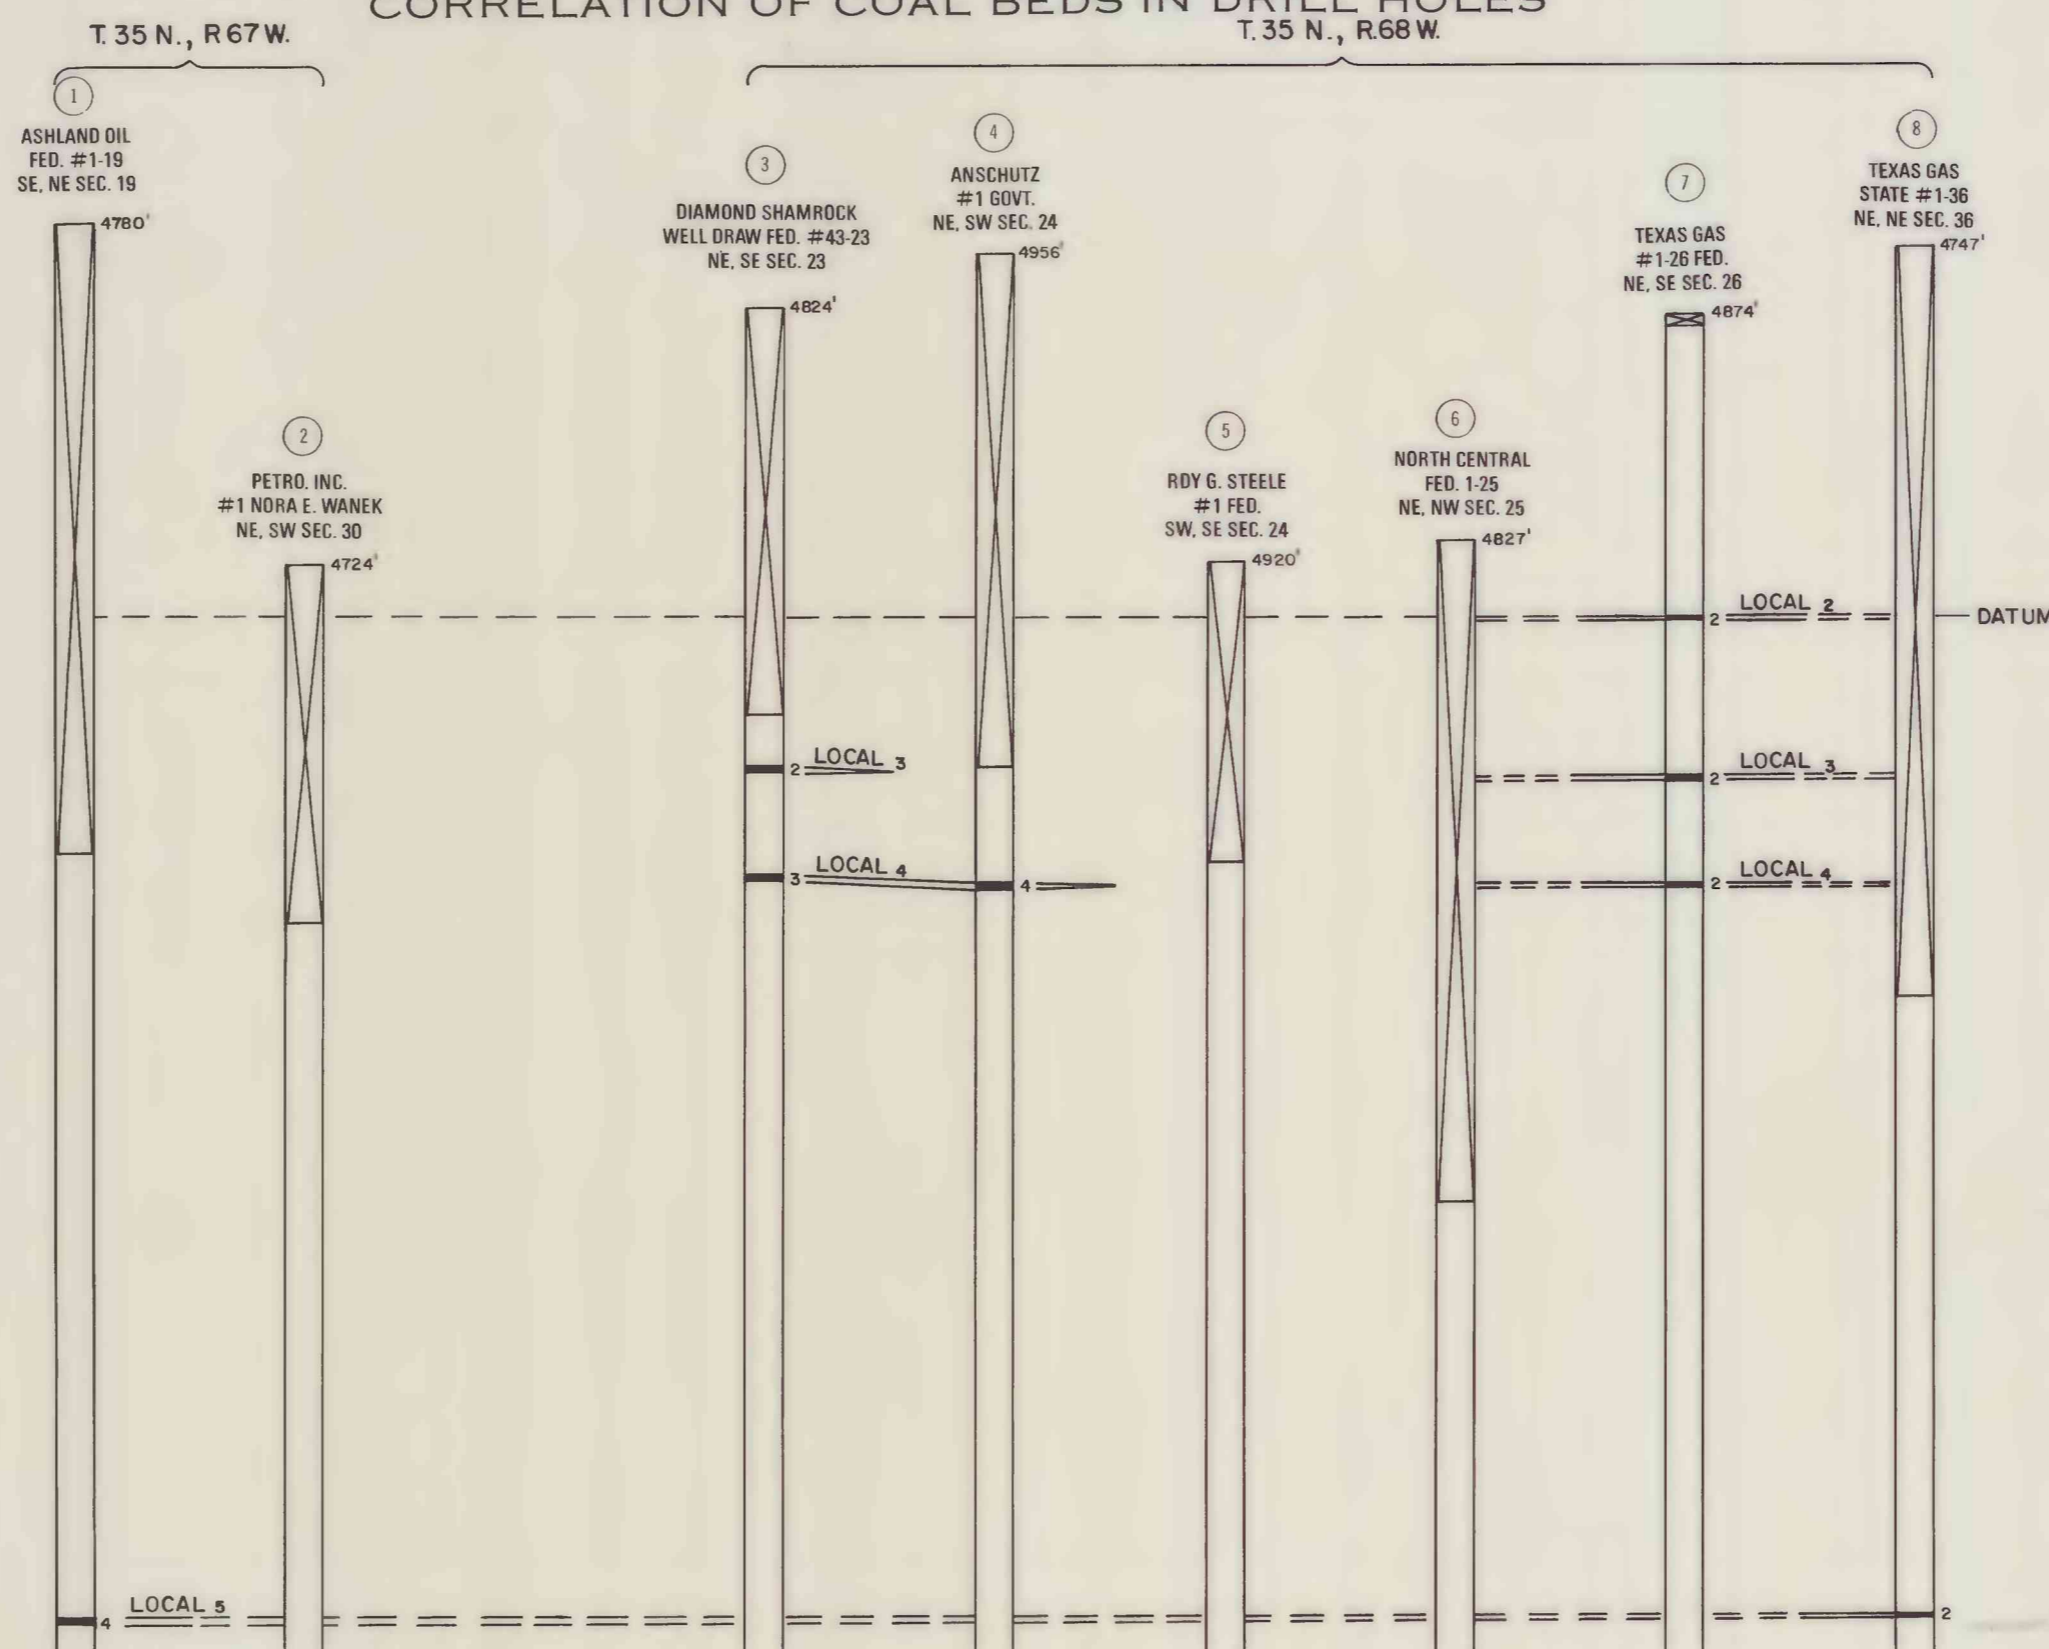 CORRELATION OF COAL BEDS IN DRILL HOLES
T. 35 N., R 67 W.
T. 35 N., R. 68 W.
1
ASHLAND OIL
FED. #1-19
SE, NE SEC. 19
4780'
2
PETRO. INC.
#1 NORA E. WANEK
NE, SW SEC. 30
4724'
3
DIAMOND SHAMROCK
WELL DRAW FED. #43-23
NE, SE SEC. 23
4824'
4
ANSCHUTZ
#1 GOVT.
NE, SW SEC. 24
4956'
5
ROY G. STEELE
#1 FED.
SW, SE SEC. 24
4920'
6
NORTH CENTRAL
FED. 1-25
NE, NW SEC. 25
4827'
7
TEXAS GAS
#1-26 FED.
NE, SE SEC. 26
4874'
8
TEXAS GAS
STATE #1-36
NE, NE SEC. 36
4747'
2 LOCAL 2
DATUM
2 LOCAL 3
2 LOCAL 3
3 LOCAL 4
4
2 LOCAL 4
4 LOCAL 5
2